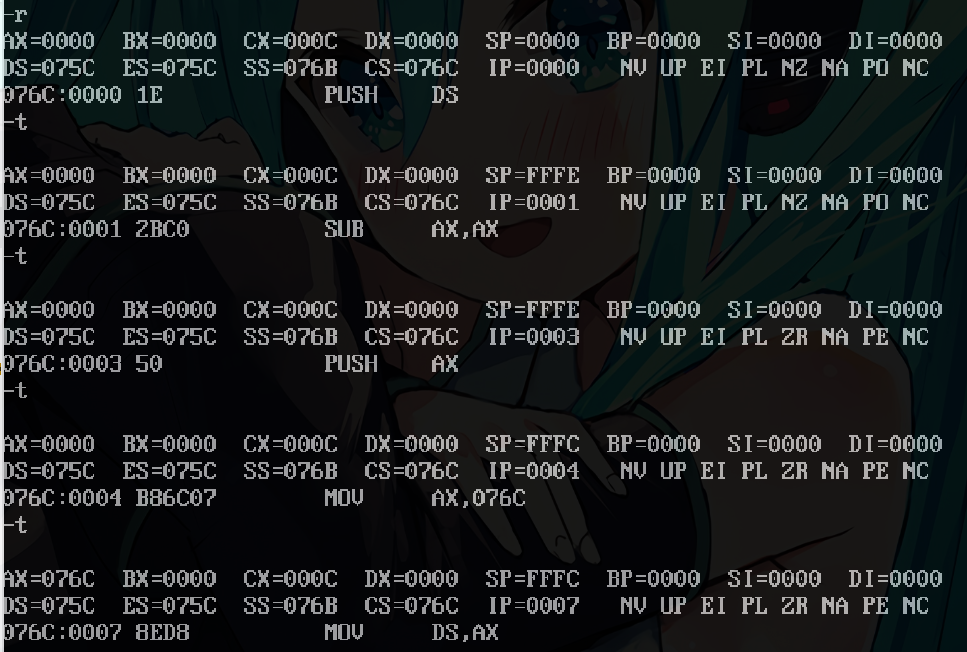 -r
AX=0000 BX=0000 CX=000C DX=0000 SP=0000 BP=0000 SI=0000 DI=0000
DS=075C ES=075C SS=076B CS=076C IP=0000 NV UP EI PL NZ NA PO NC
076C:0000 1E PUSH DS
-t
AX=0000 BX=0000 CX=000C DX=0000 SP=FFFE BP=0000 SI=0000 DI=0000
DS=075C ES=075C SS=076B CS=076C IP=0001 NV UP EI PL NZ NA PO NC
076C:0001 2BC0 SUB AX,AX
-t
AX=0000 BX=0000 CX=000C DX=0000 SP=FFFE BP=0000 SI=0000 DI=0000
DS=075C ES=075C SS=076B CS=076C IP=0003 NV UP EI PL ZR NA PE NC
076C:0003 50 PUSH AX
-t
AX=0000 BX=0000 CX=000C DX=0000 SP=FFFC BP=0000 SI=0000 DI=0000
DS=075C ES=075C SS=076B CS=076C IP=0004 NV UP EI PL ZR NA PE NC
076C:0004 B86C07 MOV AX,076C
-t
AX=076C BX=0000 CX=000C DX=0000 SP=FFFC BP=0000 SI=0000 DI=0000
DS=075C ES=075C SS=076B CS=076C IP=0007 NV UP EI PL ZR NA PE NC
076C:0007 8ED8 MOV DS,AX